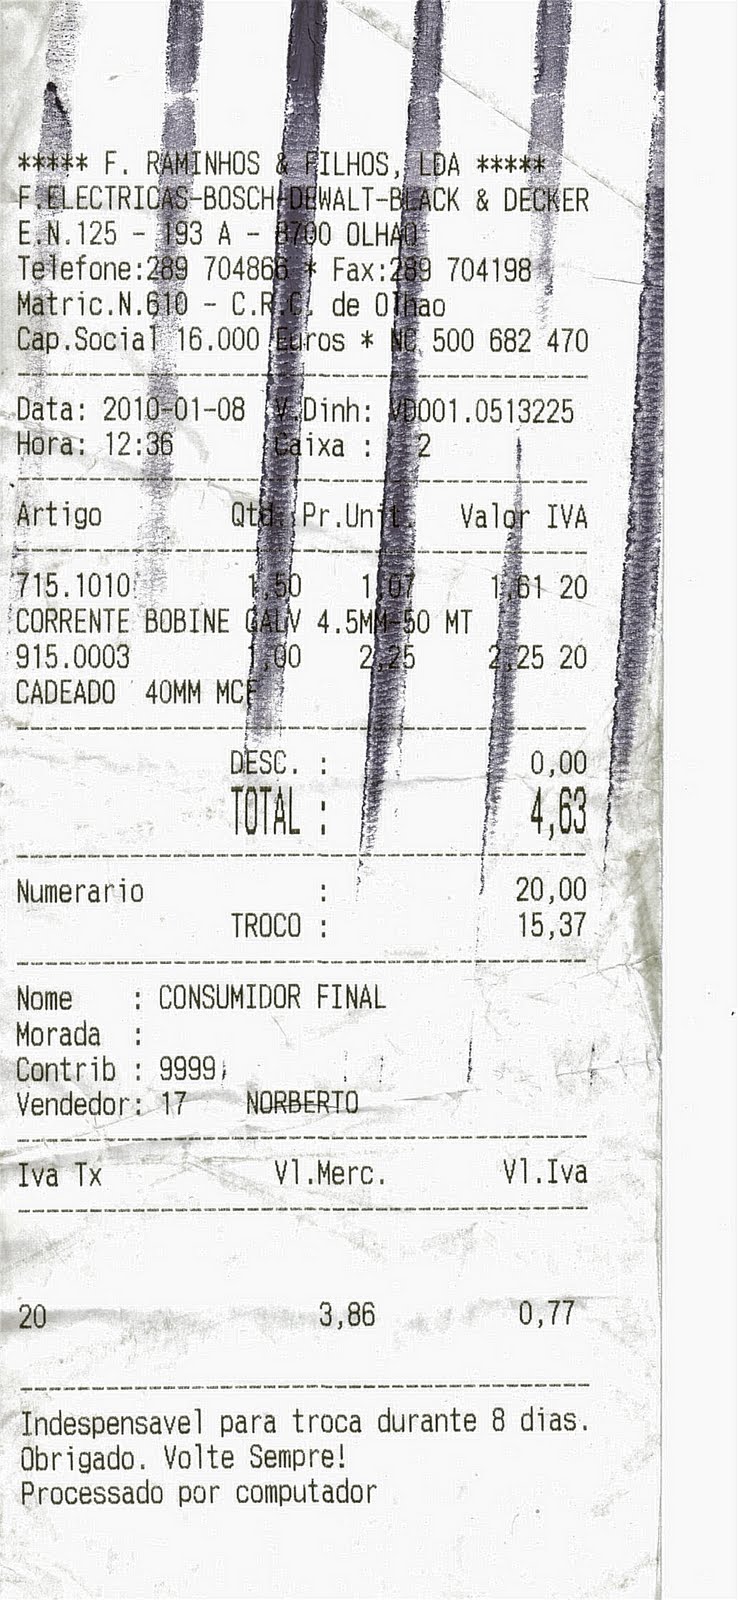 ***** F. RAMINHOS & FILHOS, LDA *****
F.ELECTRICAS-BOSCH-DEWALT-BLACK & DECKER
E.N.125 - 193 A - 8700 OLHAO
Telefone:289 704866 * Fax:289 704198
Matric.N.610 - C.R.C. de Olhao
Cap.Social 16.000 Euros * NC 500 682 470
Data: 2010-01-08 V.Dinh: VD001.0513225
Hora: 12:36 Caixa : 2
Artigo Qtd. Pr.Unit. Valor IVA
715.1010 1,50 1,07 1,61 20
CORRENTE BOBINE GALV 4.5MM-50 MT
915.0003 1,00 2,25 2,25 20
CADEADO 40MM MCF
DESC. : 0,00
TOTAL : 4,63
Numerario : 20,00
TROCO : 15,37
Nome : CONSUMIDOR FINAL
Morada :
Contrib : 9999
Vendedor: 17 NORBERTO
Iva Tx Vl.Merc. Vl.Iva
20 3,86 0,77
Indespensavel para troca durante 8 dias.
Obrigado. Volte Sempre!
Processado por computador